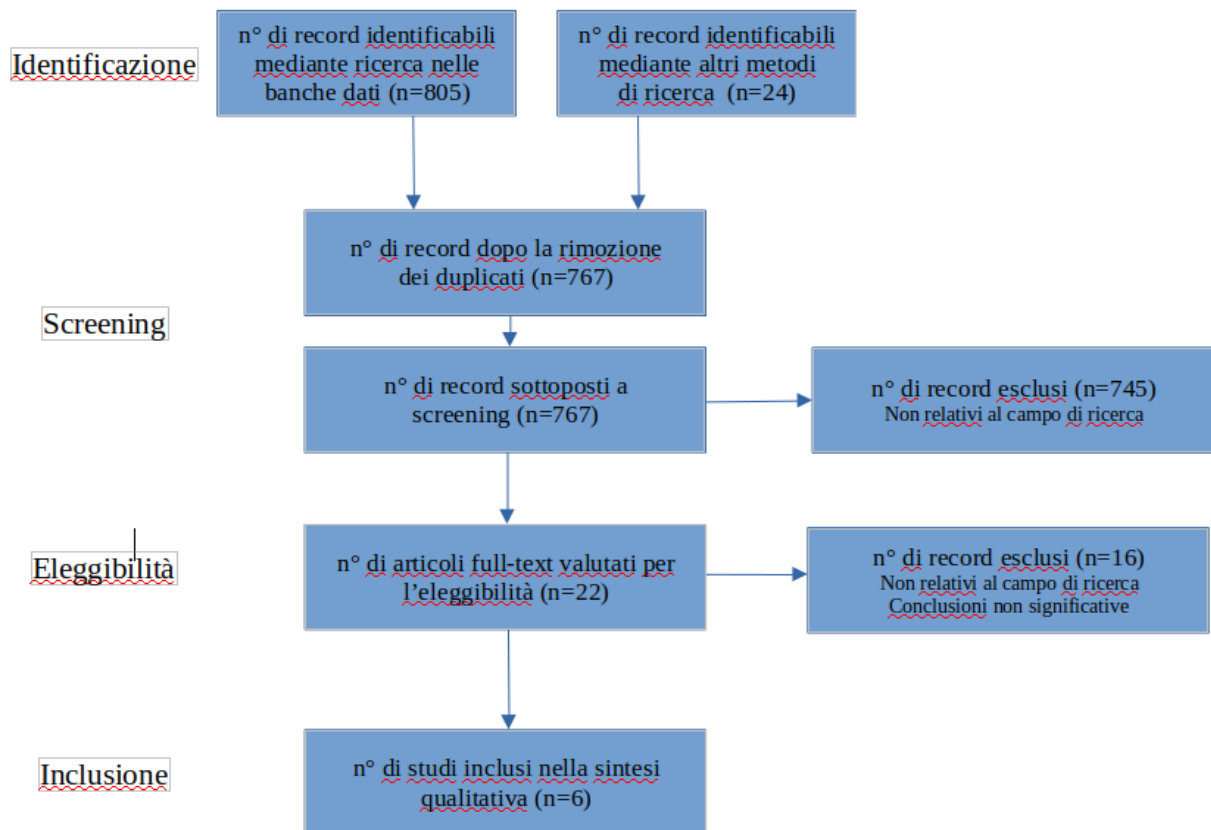 Identificazione
n° di record identificabili
mediante ricerca nelle
banche dati (n=805)
n° di record identificabili
mediante altri metodi
di ricerca  (n=24)
n° di record dopo la rimozione
dei duplicati (n=767)
Screening
n° di record sottoposti a
screening (n=767)
n° di record esclusi (n=745)
Non relativi al campo di ricerca
Eleggibilità
n° di articoli full-text valutati per
l'eleggibilità (n=22)
n° di record esclusi (n=16)
Non relativi al campo di ricerca
Conclusioni non significative
Inclusione
n° di studi inclusi nella sintesi
qualitativa (n=6)